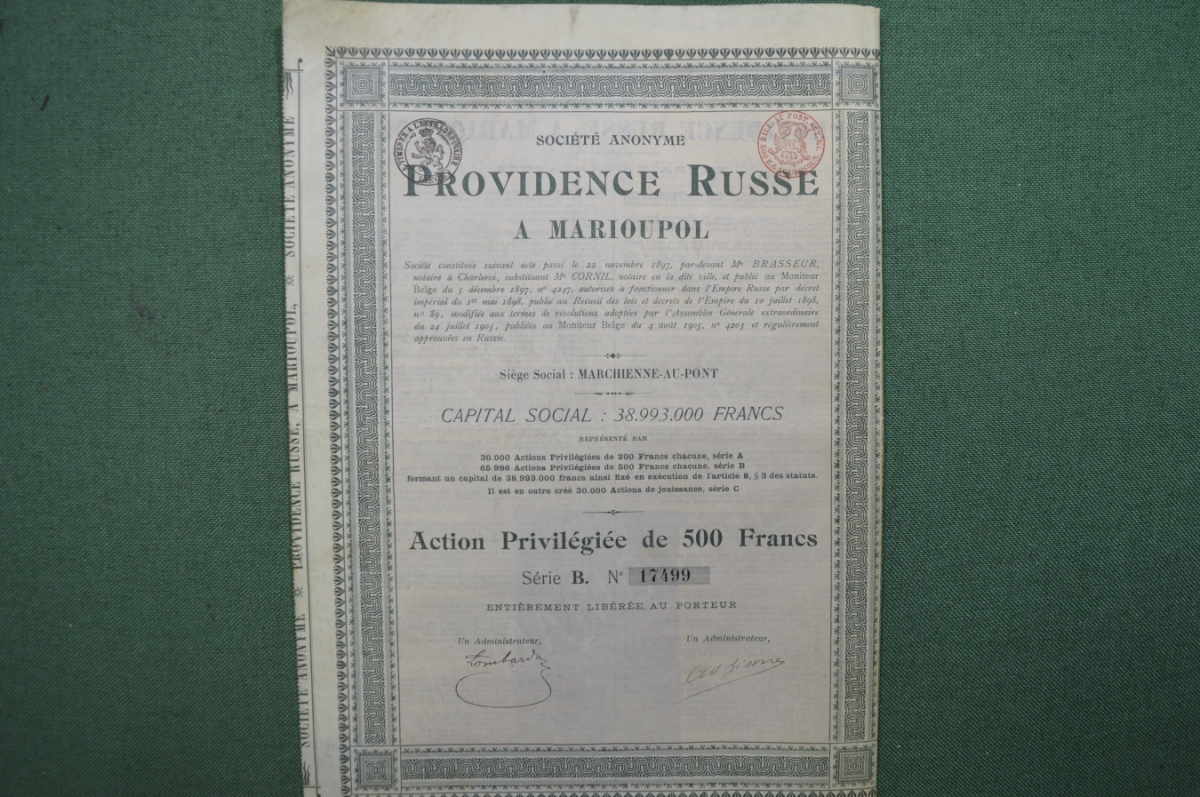 SOCIÉTÉ ANONYME
PROVIDENCE RUSSE
A MARIOUPOL
Société constituée suivant acte passé le 22 novembre 1897, par-devant Me BRASSEUR,
notaire à Charleroi, substituant Me CORNIL, notaire en la dite ville, et publié au Moniteur
Belge du 5 décembre 1897, n° 4247, autorisée à fonctionner dans l'Empire Russe par décret
impérial du 1er mai 1898, publié au Recueil des lois et décrets de l'Empire du 10 juillet 1898,
n° 89, modifiée aux termes de résolutions adoptées par l'Assemblée Générale extraordinaire
du 24 juillet 1905, publiées au Moniteur Belge du 4 août 1905, n° 4203 et régulièrement
approuvées en Russie.
Siège Social : MARCHIENNE-AU-PONT
CAPITAL SOCIAL : 38.993.000 FRANCS
REPRÉSENTÉ PAR
30.000 Actions Privilégiées de 200 Francs chacune, série A
65.986 Actions Privilégiées de 500 Francs chacune, série B
formant un capital de 38.993.000 francs ainsi fixé en exécution de l'article 8, § 3 des statuts.
Il est en outre créé 30.000 Actions de jouissance, série C
Action Privilégiée de 500 Francs
Série B. N° 17499
ENTIÈREMENT LIBÉRÉE, AU PORTEUR
Un Administrateur,
Un Administrateur,
SOCIÉTÉ ANONYME PROVIDENCE RUSSE, A MARIOUPOL, SOCIÉTÉ ANONYME